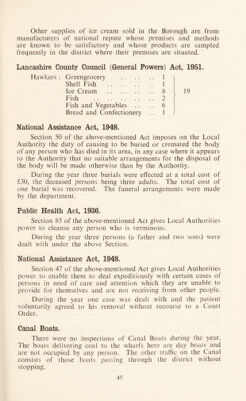 Other supplies of ice cream sold in the Borough are from
manufacturers of national repute whose premises and methods
are known to be satisfactory and whose products are sampled
frequently in the district where their premises are situated.
Lancashire County Council (General Powers) Act, 1951.
Hawkers: Greengrocery .. .. .. 1
Shell Fish .. .. .. 1
Ice Cream .. .. .. 8 19
Fish .. .. .. 2
Fish and Vegetables .. .. 6
Bread and Confectionery .. 1
National Assistance Act, 1948.
Section 50 of the above-mentioned Act imposes on the Local
Authority the duty of causing to be buried or cremated the body
of any person who has died in its area, in any case where it appears
to the Authority that no suitable arrangements for the disposal of
the body will be made otherwise than by the Authority.
During the year three burials were effected at a total cost of
£30, the deceased persons being three adults. The total cost of
one burial was recovered. The funeral arrangements were made
by the department.
Public Health Act, 1936.
Section 85 of the above-mentioned Act gives Local Authorities
power to cleanse any person who is verminous.
During the year three persons (a father and two sons) were
dealt with under the above Section.
National Assistance Act, 1948.
Section 47 of the above-mentioned Act gives Local Authorities
power to enable them to deal expeditiously with certain cases of
persons in need of care and attention which they are unable to
provide for themselves and are not receiving from other people.
During the year one case was dealt with and the patient
voluntarily agreed to his removal without recourse to a Court
Order.
Canal Boats.
There were no inspections of Canal Boats during the year.
The boats delivering coal to the wharfs here are day boats and
are not occupied by any person. The other traffic on the Canal
consists of those boats passing through the district without
stopping.
45